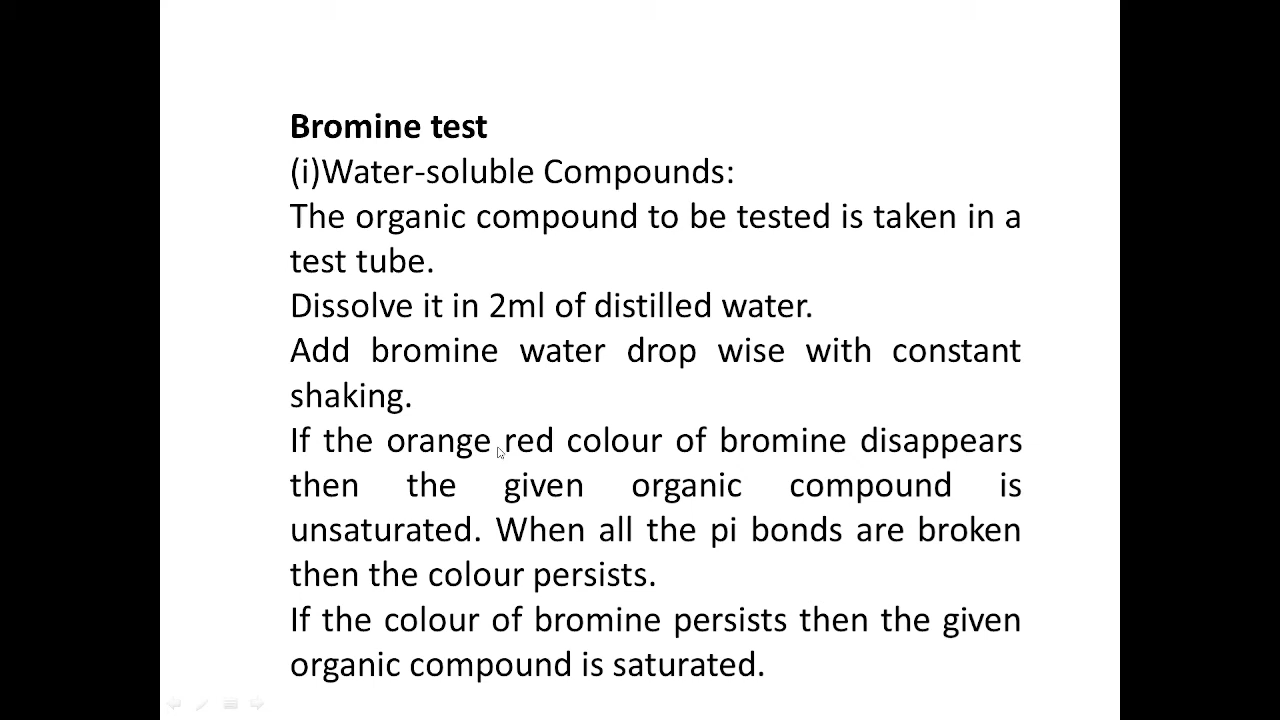 Bromine test
(i)Water-soluble Compounds:
The organic compound to be tested is taken in a
test tube.
Dissolve it in 2ml of distilled water.
Add bromine water drop wise with constant
shaking.
If the orange red colour of bromine disappears
then the given organic compound is
unsaturated. When all the pi bonds are broken
then the colour persists.
If the colour of bromine persists then the given
organic compound is saturated.